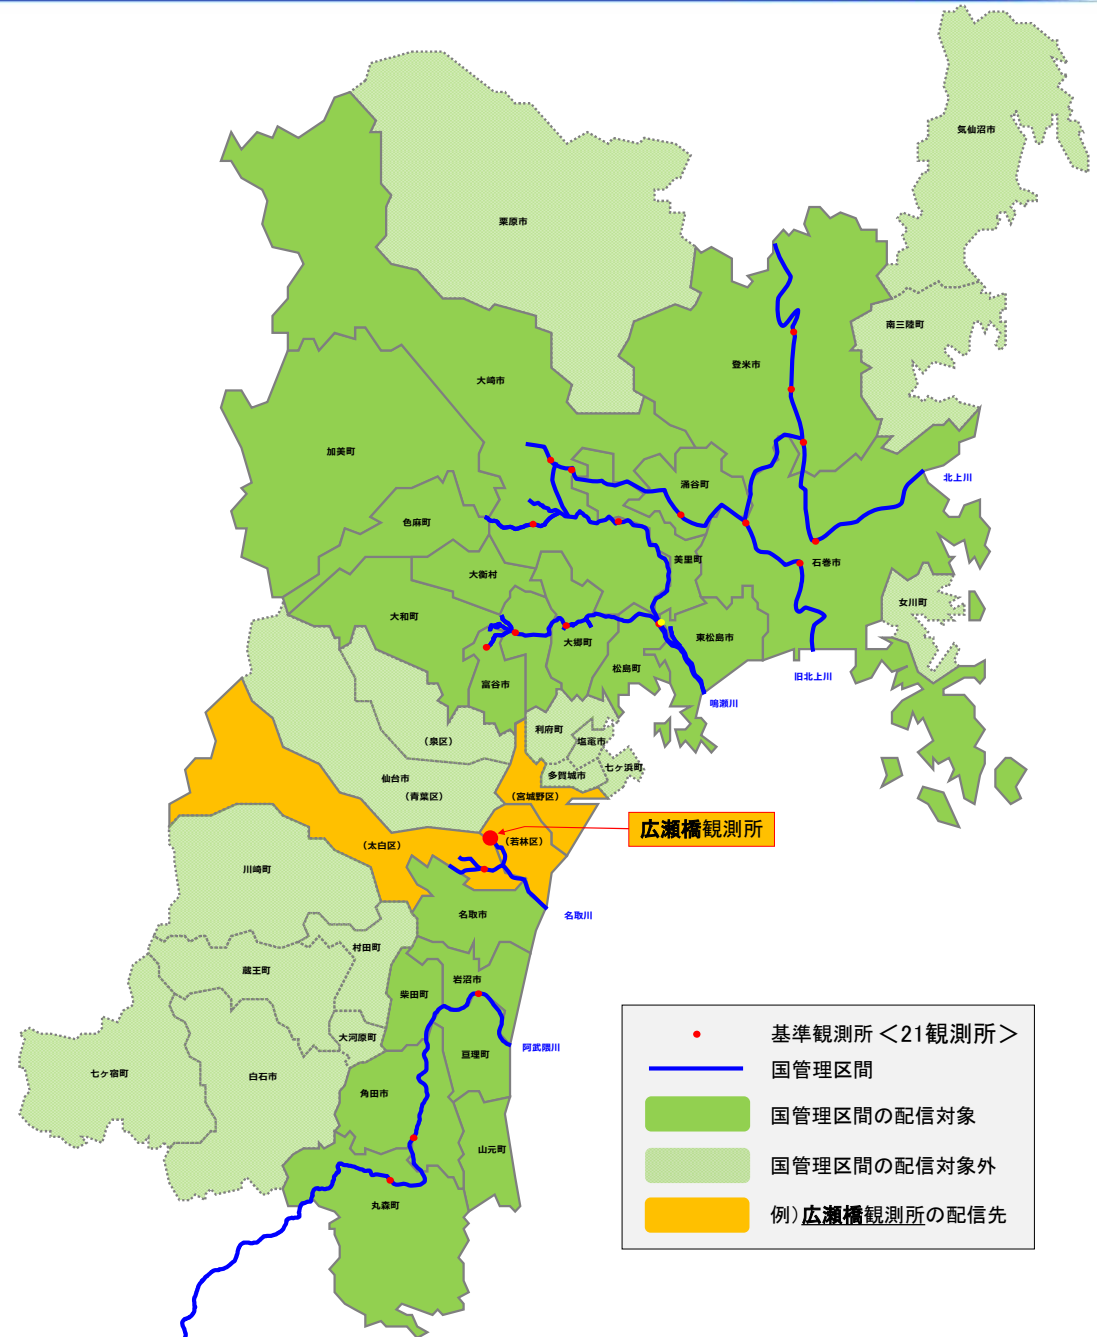 気仙沼市
栗原市
南三陸町
登米市
大崎市
加美町
北上川
涌谷町
色麻町
美里町
石巻市
大衡村
女川町
大和町
東松島市
大郷町
松島町
旧北上川
富谷市
鳴瀬川
利府町
(泉区)
塩竈市
七ヶ浜町
多賀城市
仙台市
(青葉区)
(宮城野区)
広瀬橋観測所
(太白区)
(若林区)
川崎町
名取市
名取川
村田町
蔵王町
岩沼市
柴田町
大河原町
阿武隈川
亘理町
七ヶ宿町
白石市
角田市
山元町
丸森町
基準観測所<21観測所>
国管理区間
国管理区間の配信対象
国管理区間の配信対象外
例)広瀬橋観測所の配信先